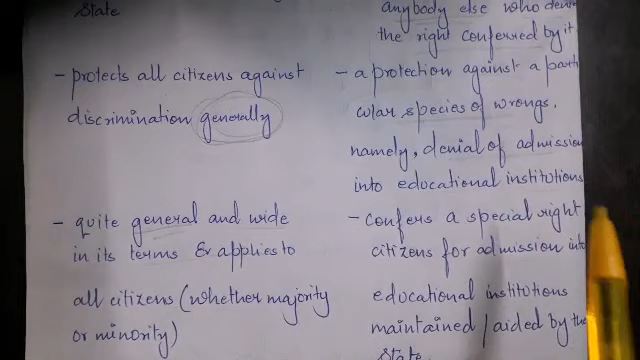 State
anybody else who
the right conferred by it
- protects all citizens against
discrimination generally
- a protection against a parti
cular species of wrongs,
namely, denial of admission
into educational institutions
- quite general and wide
in its terms & applies to
all citizens (whether majority
or minority)
- confers a special right
citizens for admission into
educational institutions
maintained / aided by the
State